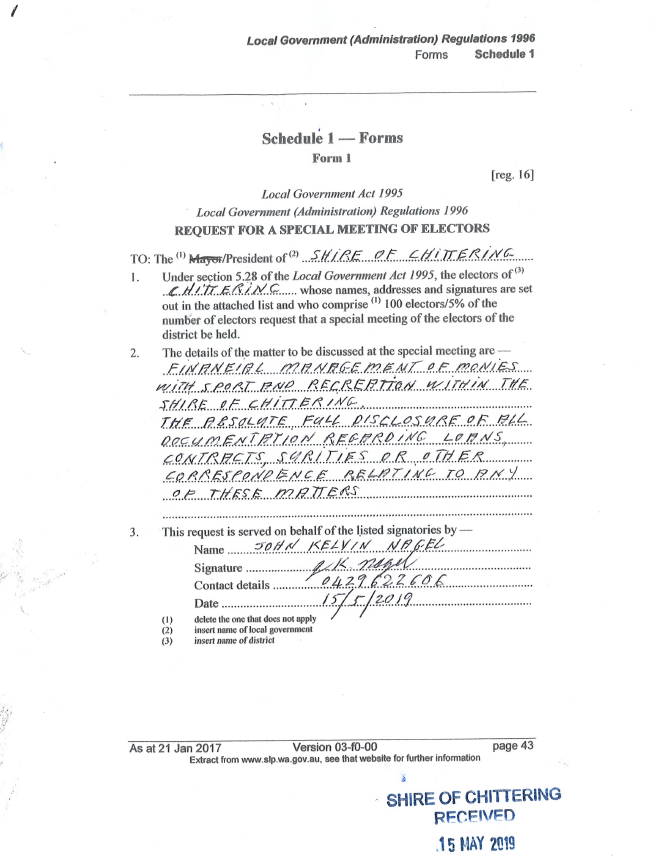 1
Local Government (Administration) Regulations 1996
Forms Schedule 1
Schedule 1 — Forms
Form 1
[reg. 16]
Local Government Act 1995
Local Government (Administration) Regulations 1996
REQUEST FOR A SPECIAL MEETING OF ELECTORS
TO: The (1) Mayor/President of (2) SHIRE OF CHITTERING
1. Under section 5.28 of the Local Government Act 1995, the electors of (3)
CHITTERING whose names, addresses and signatures are set
out in the attached list and who comprise (1) 100 electors/5% of the
number of electors request that a special meeting of the electors of the
district be held.
2. The details of the matter to be discussed at the special meeting are —
FINANEIAL MANAGEMENT OF MONIES
WITH SPORT AND RECREATION WITHIN THE
SHIRE OF CHITTERING.
THE ABSOLUTE, FULL DISCLOSURE OF ALL
DOCUMENTATION REGARDING LOANS,
CONTRACTS, SURITIES OR OTHER
CORRESPONDENCE RELATING TO ANY
OF THESE MATTERS
3. This request is served on behalf of the listed signatories by —
Name JOHN KELVIN NAGEL
Signature J.K. Nagel
Contact details 0429622606
Date 15/5/2019
(1) delete the one that does not apply
(2) insert name of local government
(3) insert name of district
As at 21 Jan 2017 Version 03-f0-00 page 43
Extract from www.slp.wa.gov.au, see that website for further information
SHIRE OF CHITTERING
RECEIVED
15 MAY 2019